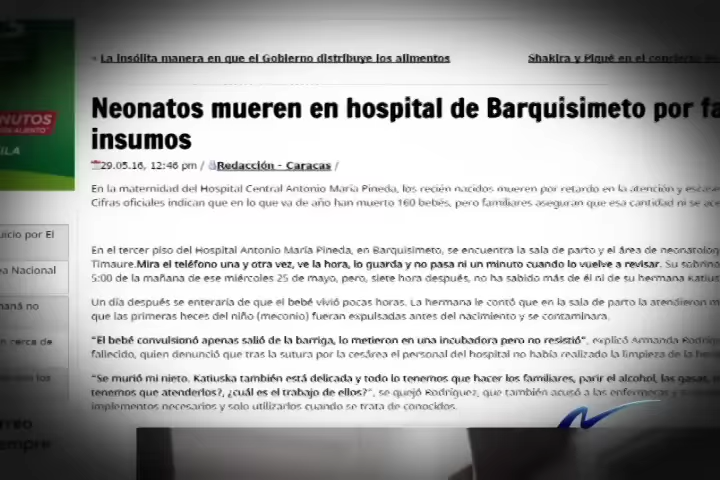 La insólita manera en que el Gobierno distribuye los alimentos
Shakira y Piqué en el concierto
Neonatos mueren en hospital de Barquisimeto por
insumos
29.05.16, 12:46 pm / Redacción - Caracas /
NUTOS
ILA
En la maternidad del Hospital Central Antonio María Pineda, los recién nacidos mueren por retardo en la atención y
Cifras oficiales indican que en lo que va de año han muerto 160 bebés, pero familiares aseguran que esa cantidad ni se
uicio por El
a Nacional
maná no
n cerca de
En el tercer piso del Hospital Antonio María Pineda, en Barquisimeto, se encuentra la sala de parto y el área de
Timaure.Mira el teléfono una y otra vez, ve la hora, lo guarda y no pasa ni un minuto cuando lo vuelve a revisar. Su
5:00 de la mañana de ese miércoles 25 de mayo, pero, siete hora después, no ha sabido más de él ni de su hermana
Un día después se enteraría de que el bebé vivió pocas horas. La hermana le contó que en la sala de parto la atendieron
que las primeras heces del niño (meconio) fueran expulsadas antes del nacimiento y se contaminara.
"El bebé convulsionó apenas salió de la barriga, lo metieron en una incubadora pero no resistió", explicó Armanda
fallecido, quien denunció que tras la sutura por la cesárea el personal del hospital no había realizado la limpieza de la
"Se murió mi nieto. Katiuska también está delicada y todo lo tenemos que hacer los familiares, parir el alcohol, las gasas,
tenemos que atenderlos?, ¿cuál es el trabajo de ellos?", se quejó Rodríguez, que también acusó a las enfermeras
implementos necesarios y solo utilizarlos cuando se trata de conocidos.